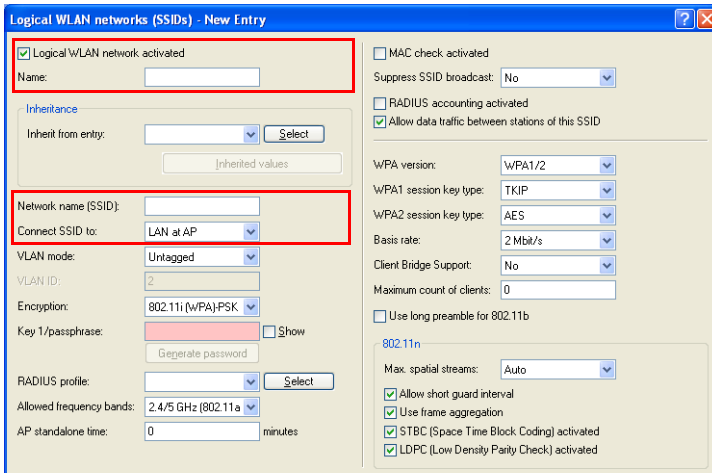 Logical WLAN networks (SSIDs) - New Entry
Logical WLAN network activated
Name:
Inheritance
Inherit from entry:
Select
Inherited values
Network name (SSID):
Connect SSID to:
LAN at AP
VLAN mode:
Untagged
VLAN ID:
2
Encryption:
802.11i (WPA)-PSK
Key 1/passphrase:
Show
Generate password
RADIUS profile:
Select
Allowed frequency bands:
2.4/5 GHz (802.11a
AP standalone time:
0
minutes
MAC check activated
Suppress SSID broadcast:
No
RADIUS accounting activated
Allow data traffic between stations of this SSID
WPA version:
WPA1/2
WPA1 session key type:
TKIP
WPA2 session key type:
AES
Basis rate:
2 Mbit/s
Client Bridge Support:
No
Maximum count of clients:
0
Use long preamble for 802.11b
802.11n
Max. spatial streams:
Auto
Allow short guard interval
Use frame aggregation
STBC (Space Time Block Coding) activated
LDPC (Low Density Parity Check) activated